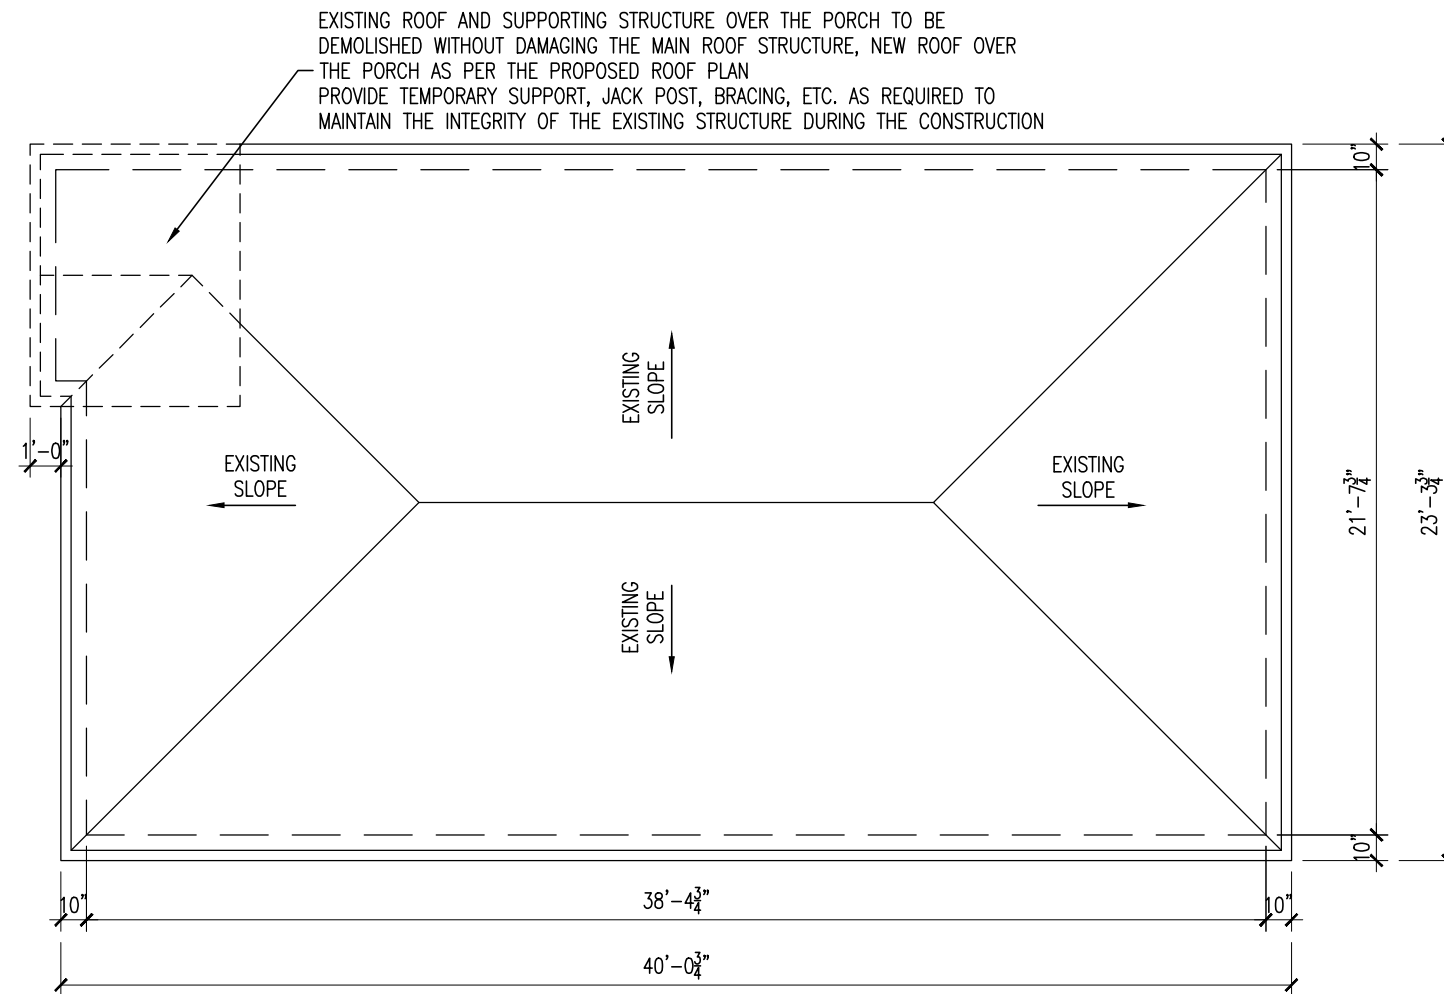 EXISTING ROOF AND SUPPORTING STRUCTURE OVER THE PORCH TO BE
DEMOLISHED WITHOUT DAMAGING THE MAIN ROOF STRUCTURE, NEW ROOF OVER
THE PORCH AS PER THE PROPOSED ROOF PLAN
PROVIDE TEMPORARY SUPPORT, JACK POST, BRACING, ETC. AS REQUIRED TO
MAINTAIN THE INTEGRITY OF THE EXISTING STRUCTURE DURING THE CONSTRUCTION
10"
EXISTING
SLOPE
1'-0"
EXISTING
SLOPE
EXISTING
SLOPE
21'-7¾"
23'-3¾"
EXISTING
SLOPE
10"
10"
38'-4¾"
10"
40'-0¾"